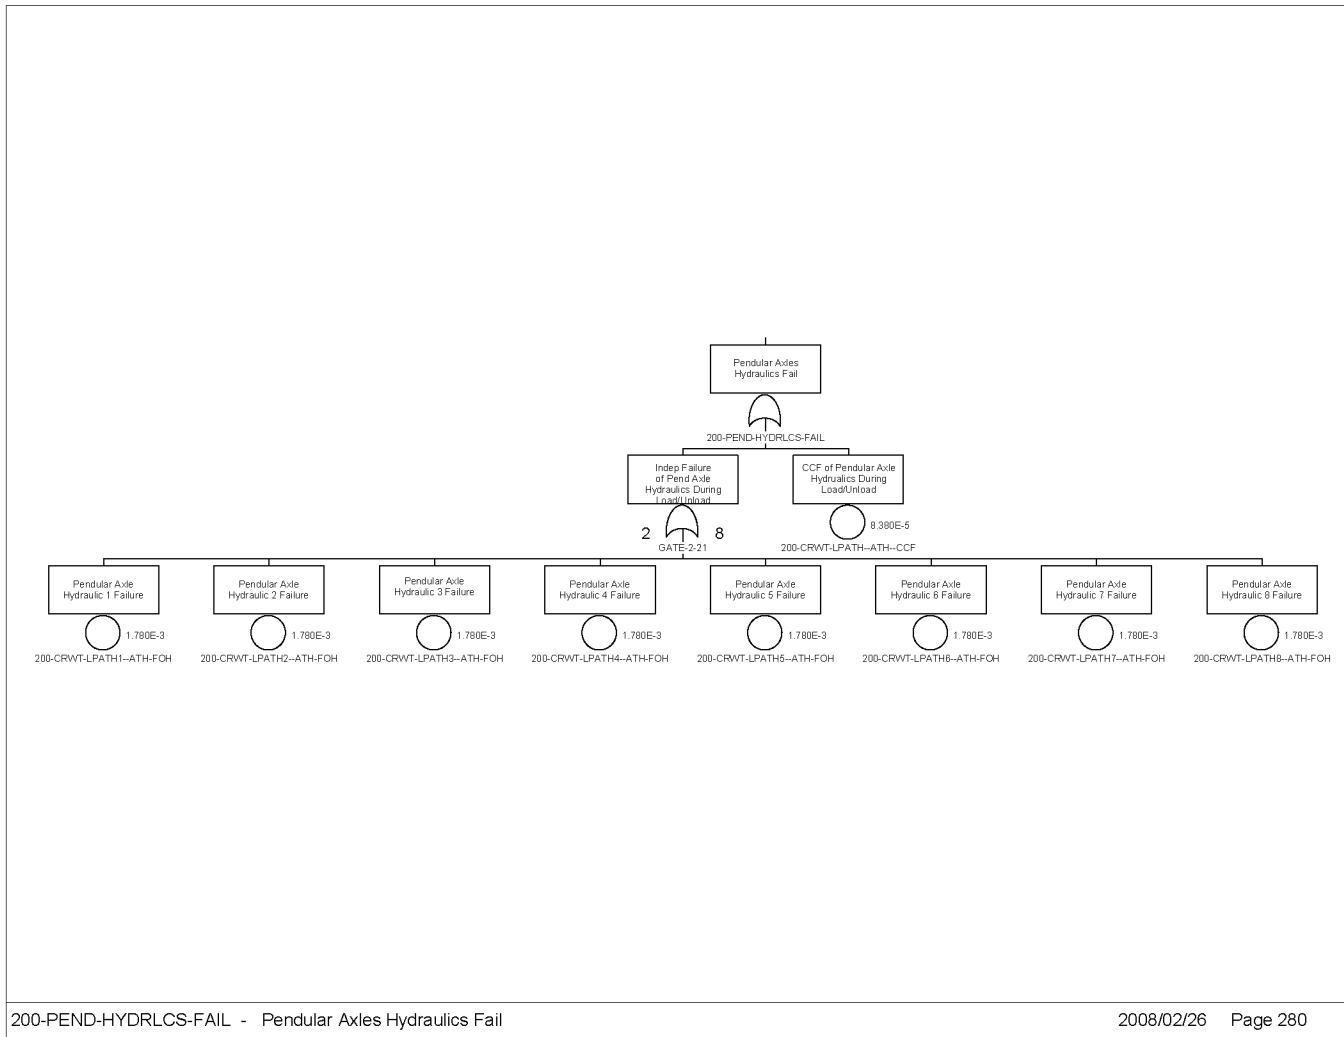 Pendular Axles
Hydraulics Fail
200-PEND-HYDRLCS-FAIL
Indep Failure
of Pend Axle
Hydraulics During
Load/Unload
2 8
GATE-2-21
CCF of Pendular Axle
Hydrualics During
Load/Unload
8.380E-5
200-CRWT-LPATH--ATH--CCF
Pendular Axle
Hydraulic 1 Failure
1.780E-3
200-CRWT-LPATH1--ATH-FOH
Pendular Axle
Hydraulic 2 Failure
1.780E-3
200-CRWT-LPATH2--ATH-FOH
Pendular Axle
Hydraulic 3 Failure
1.780E-3
200-CRWT-LPATH3--ATH-FOH
Pendular Axle
Hydraulic 4 Failure
1.780E-3
200-CRWT-LPATH4--ATH-FOH
Pendular Axle
Hydraulic 5 Failure
1.780E-3
200-CRWT-LPATH5--ATH-FOH
Pendular Axle
Hydraulic 6 Failure
1.780E-3
200-CRWT-LPATH6--ATH-FOH
Pendular Axle
Hydraulic 7 Failure
1.780E-3
200-CRWT-LPATH7--ATH-FOH
Pendular Axle
Hydraulic 8 Failure
1.780E-3
200-CRWT-LPATH8--ATH-FOH
200-PEND-HYDRLCS-FAIL - Pendular Axles Hydraulics Fail
2008/02/26 Page 280